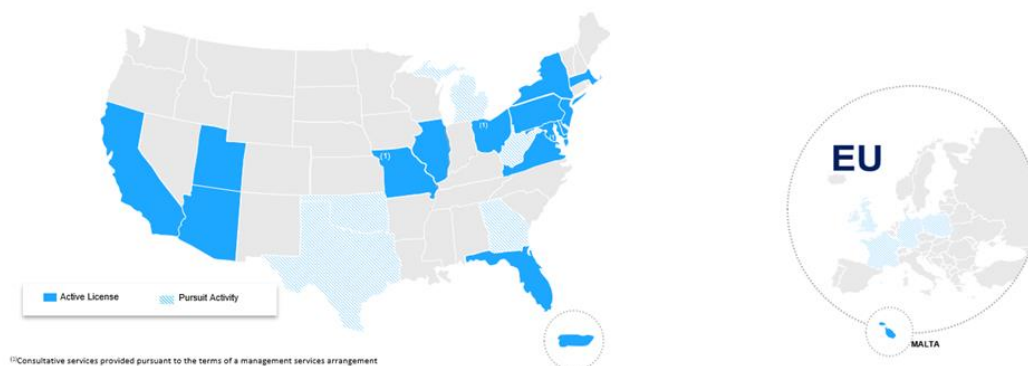 (1)
(1)
EU
Active License
Pursuit Activity
MALTA
(1)Consultative services provided pursuant to the terms of a management services arrangement